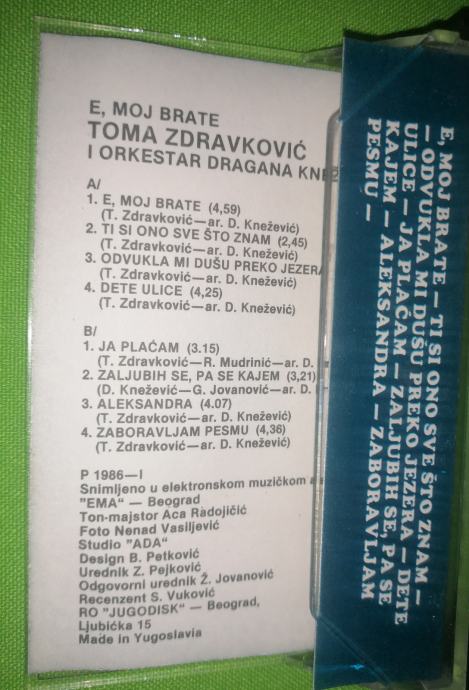 E, MOJ BRATE
TOMA ZDRAVKOVIĆ
I ORKESTAR DRAGANA
A/
1. E, MOJ BRATE (4,59)
(T. Zdravković—ar. D. Knežević)
2. TI SI ONO SVE ŠTO ZNAM (2,45)
(T. Zdravković—ar. D. Knežević)
3. ODVUKLA MI DUŠU PREKO JEZERA
(T. Zdravković—ar. D. Knežević)
4. DETE ULICE (4,25)
(T. Zdravković—ar. D. Knežević)
B/
1. JA PLAĆAM (3.15)
(T. Zdravković—R. Mudrinić—ar. D.
2. ZALJUBIH SE, PA SE KAJEM (3,21)
(D. Knežević—G. Jovanović—ar. D.
3. ALEKSANDRA (4.07)
(T. Zdravković—ar. D. Knežević)
4. ZABORAVLJAM PESMU (4,36)
(T. Zdravković—ar. D. Knežević)
P 1986—I
Snimljeno u elektronskom muzičkom
"EMA" — Beograd
Ton-majstor Aca Radojičić
Foto Nenad Vasiljević
Studio "ADA"
Design B. Petković
Urednik Z. Pejković
Odgovorni urednik Ž. Jovanović
Recenzent S. Vuković
RO "JUGODISK" — Beograd,
Ljubićka 15
Made in Yugoslavia
E, MOJ BRATE — TI SI ONO SVE ŠTO ZNAM —
— ODVUKLA MI DUŠU PREKO JEZERA — DETE
ULICE — JA PLAĆAM — ZALJUBIH SE, PA SE
KAJEM — ALEKSANDRA — ZABORAVLJAM
PESMU —